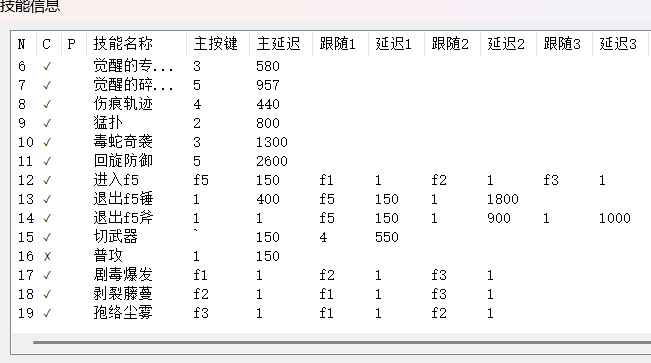 技能信息
N C P 技能名称 主按键 主延迟 跟随1 延迟1 跟随2 延迟2 跟随3 延迟3
6 ✓ 觉醒的专... 3 580
7 ✓ 觉醒的碎... 5 957
8 ✓ 伤痕轨迹 4 440
9 ✓ 猛扑 2 800
10 ✓ 毒蛇奇袭 3 1300
11 ✓ 回旋防御 5 2600
12 ✓ 进入f5 f5 150 f1 1 f2 1 f3 1
13 ✓ 退出f5锤 1 400 f5 150 1 1800
14 ✓ 退出f5斧 1 1 f5 150 1 900 1 1000
15 ✓ 切武器 ` 150 4 550
16 ✗ 普攻 1 150
17 ✓ 剧毒爆发 f1 1 f2 1 f3 1
18 ✓ 剥裂藤蔓 f2 1 f1 1 f3 1
19 ✓ 孢络尘雾 f3 1 f1 1 f2 1